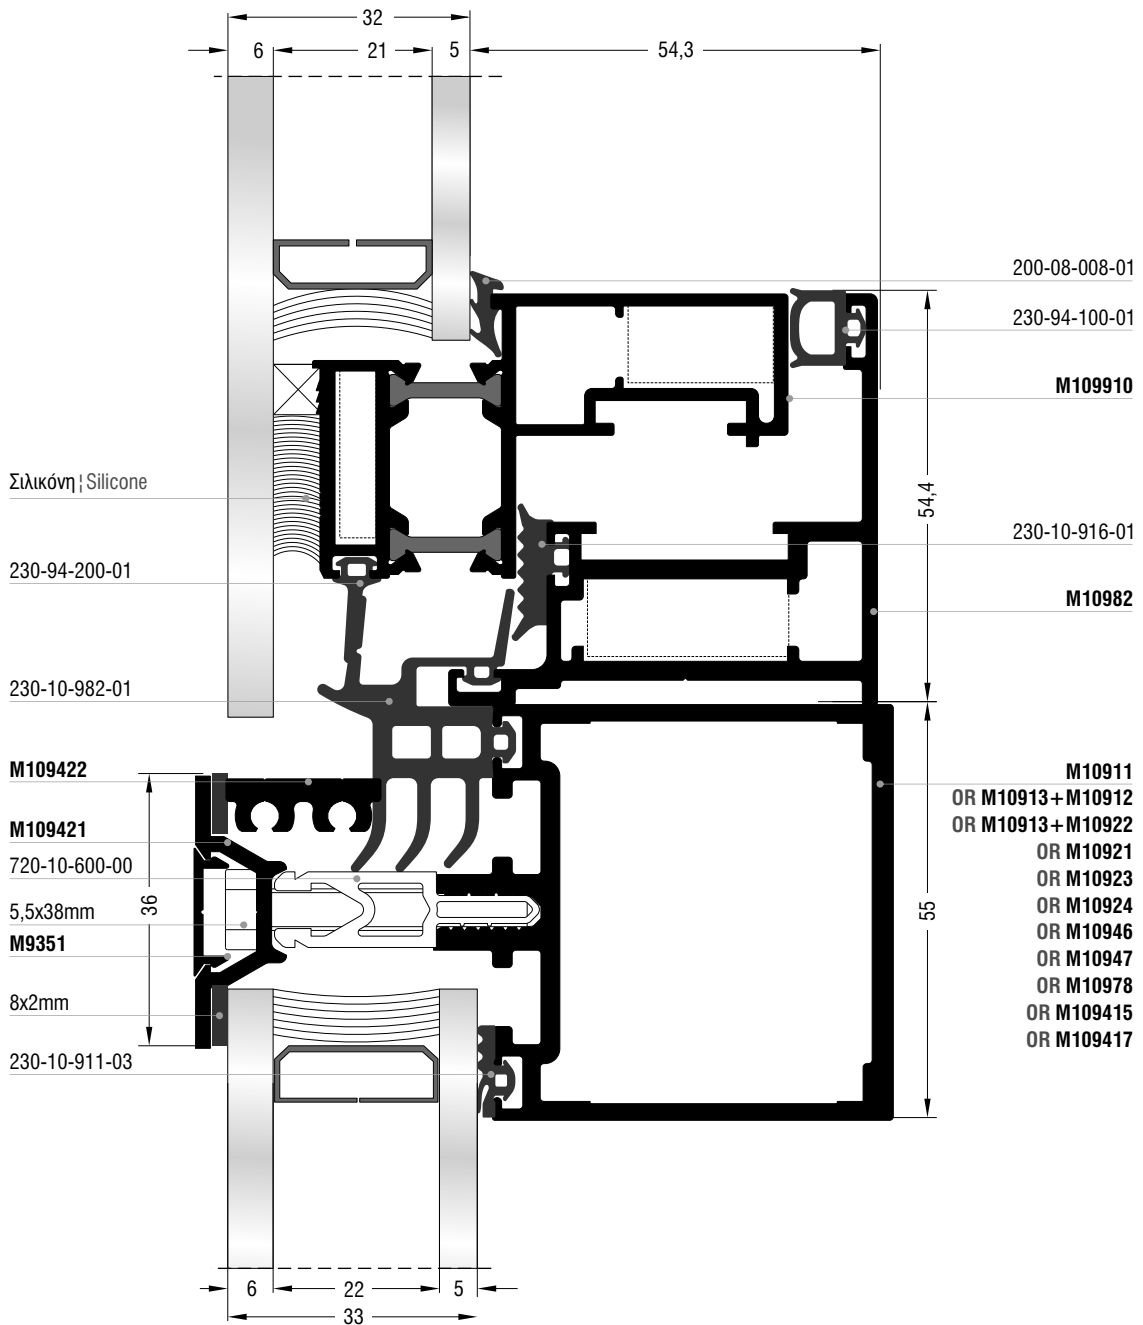 32
6
21
5
54,3
200-08-008-01
230-94-100-01
M109910
Σιλικόνη ¦ Silicone
54,4
230-10-916-01
230-94-200-01
M10982
230-10-982-01
M109422
M10911
OR M10913+M10912
M109421
OR M10913+M10922
720-10-600-00
OR M10921
OR M10923
5,5x38mm
36
55
OR M10924
M9351
OR M10946
OR M10947
OR M10978
8x2mm
OR M109415
OR M109417
230-10-911-03
6
22
5
33